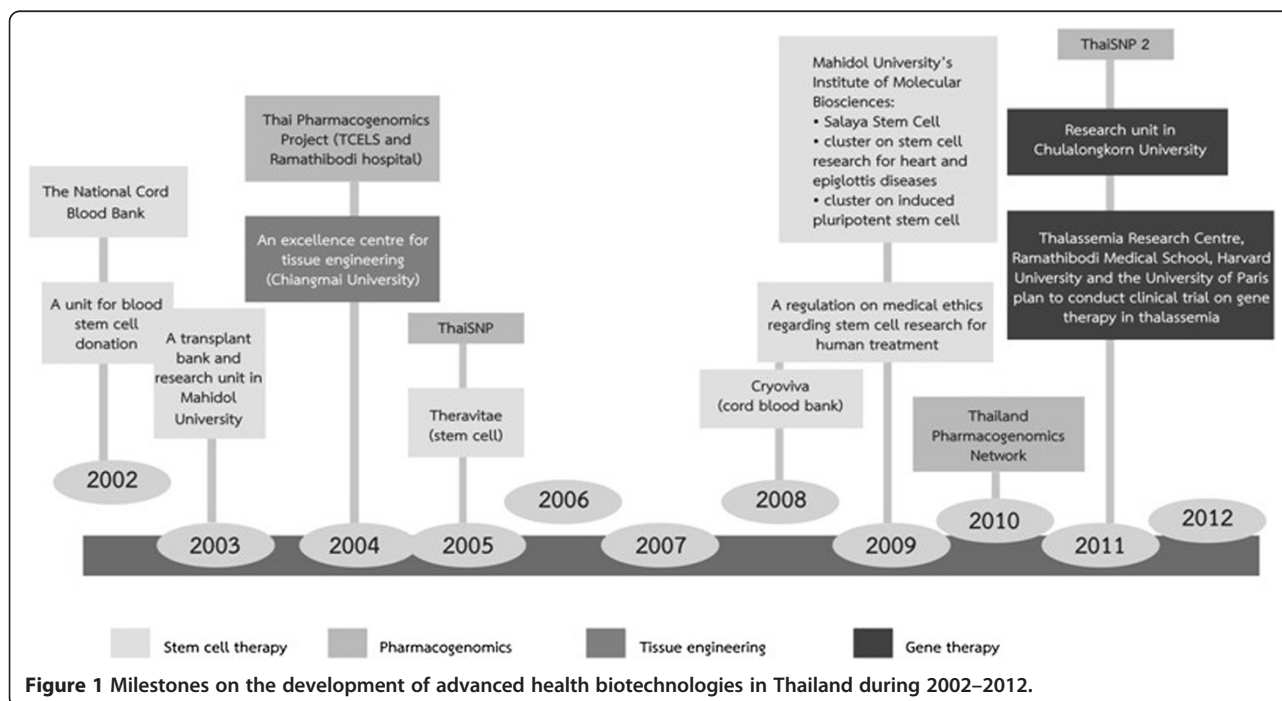 The National Cord
Blood Bank
A unit for blood
stem cell
donation
2002
A transplant
bank and
research unit in
Mahidol
University
2003
Thai Pharmacogenomics
Project (TCELS and
Ramathibodi hospital)
An excellence centre for
tissue engineering
(Chiangmai University)
2004
ThaiSNP
Theravitae
(stem cell)
2005
2006
2007
Cryoviva
(cord blood bank)
2008
Mahidol University's
Institute of Molecular
Biosciences:
• Salaya Stem Cell
• cluster on stem cell
research for heart and
epiglottis diseases
• cluster on induced
pluripotent stem cell
A regulation on medical ethics
regarding stem cell research for
human treatment
2009
Thailand
Pharmacogenomics
Network
2010
ThaiSNP 2
Research unit in
Chulalongkorn University
Thalassemia Research Centre,
Ramathibodi Medical School, Harvard
University and the University of Paris
plan to conduct clinical trial on gene
therapy in thalassemia
2011
2012
Stem cell therapy
Pharmacogenomics
Tissue engineering
Gene therapy
Figure 1 Milestones on the development of advanced health biotechnologies in Thailand during 2002–2012.